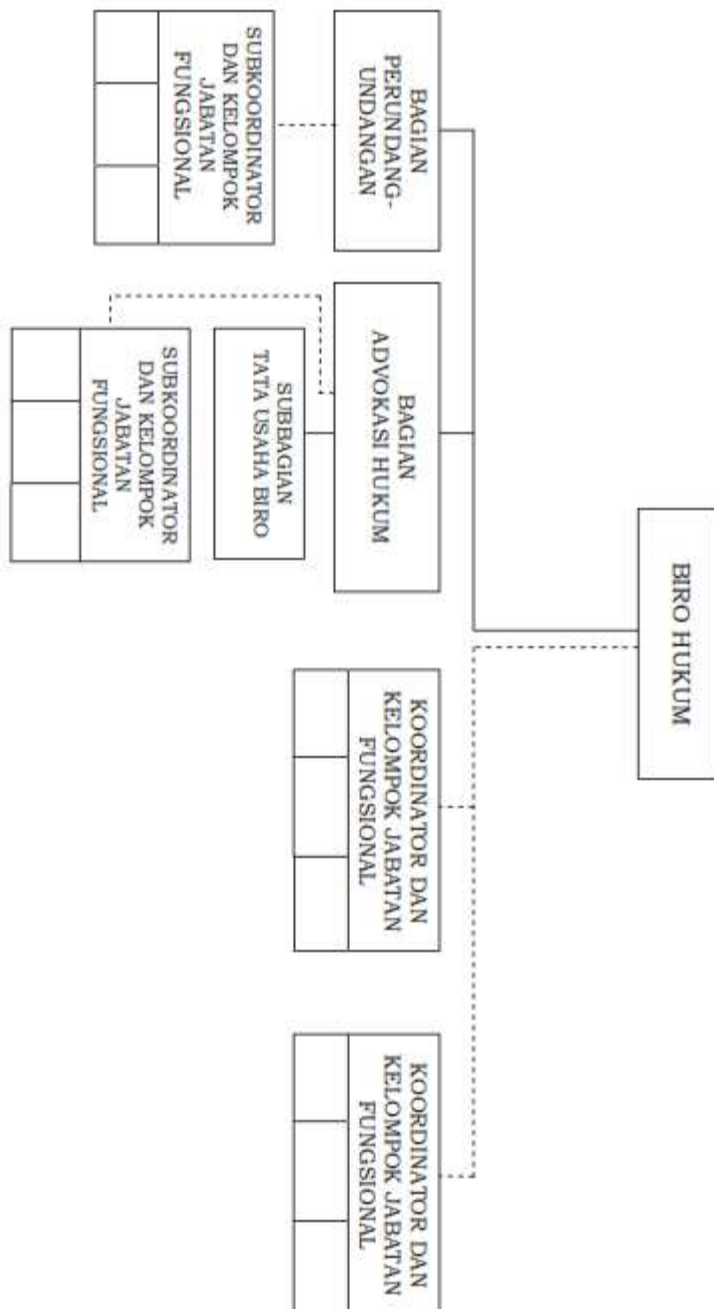 BIRO HUKUM
BAGIAN
PERUNDANG-
UNDANGAN
BAGIAN
ADVOKASI HUKUM
KOORDINATOR DAN
KELOMPOK JABATAN
FUNGSIONAL
KOORDINATOR DAN
KELOMPOK JABATAN
FUNGSIONAL
SUBKOORDINATOR
DAN KELOMPOK
JABATAN
FUNGSIONAL
SUBBAGIAN
TATA USAHA BIRO
SUBKOORDINATOR
DAN KELOMPOK
JABATAN
FUNGSIONAL